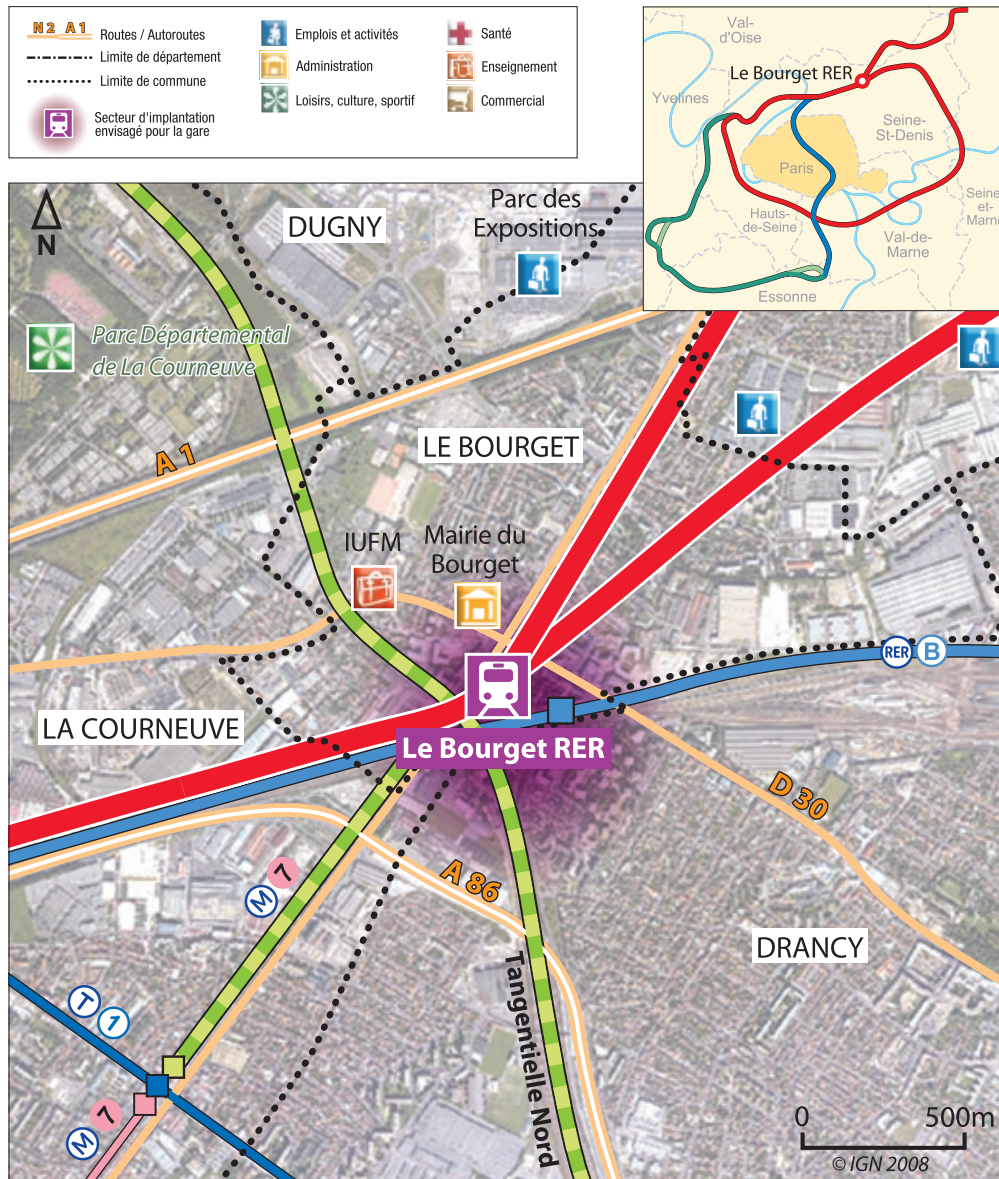 N2 A1
Routes / Autoroutes
Limite de département
Limite de commune
Secteur d'implantation
envisagé pour la gare
Emplois et activités
Administration
Loisirs, culture, sportif
Santé
Enseignement
Commercial
Val-
d'Oise
Le Bourget RER
Yvelines
Seine-
St-Denis
Paris
Hauts-
de-Seine
Seine-
et-
Marne
Val-de-
Marne
Essonne
N
DUGNY
Parc des
Expositions
Parc Départemental
de La Courneuve
A 1
LE BOURGET
IUFM
Mairie du
Bourget
RER B
LA COURNEUVE
Le Bourget RER
D 30
7
M
A 86
DRANCY
Tangentielle Nord
T 1
7
M
0 500m
© IGN 2008